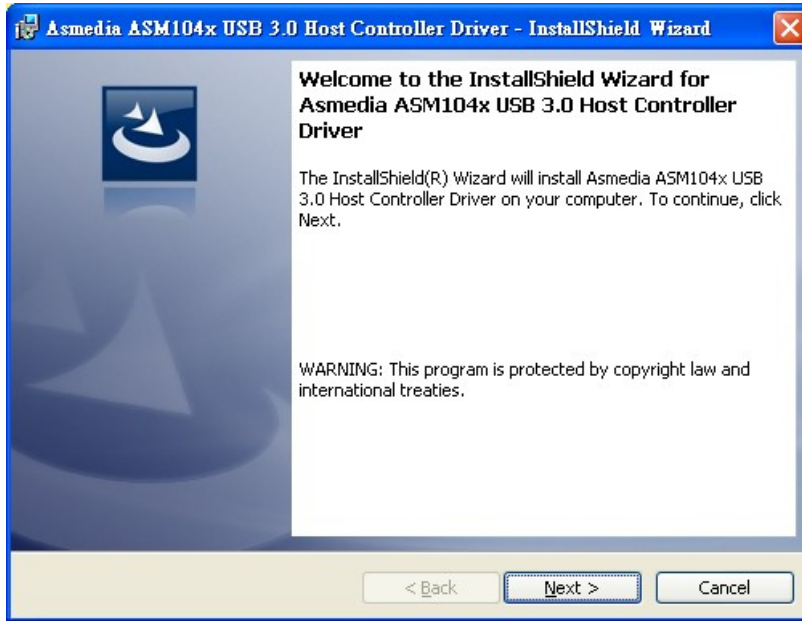 Asmedia ASM104x USB 3.0 Host Controller Driver - InstallShield Wizard
Welcome to the InstallShield Wizard for
Asmedia ASM104x USB 3.0 Host Controller
Driver
The InstallShield(R) Wizard will install Asmedia ASM104x USB
3.0 Host Controller Driver on your computer. To continue, click
Next.
WARNING: This program is protected by copyright law and
international treaties.
< Back Next > Cancel